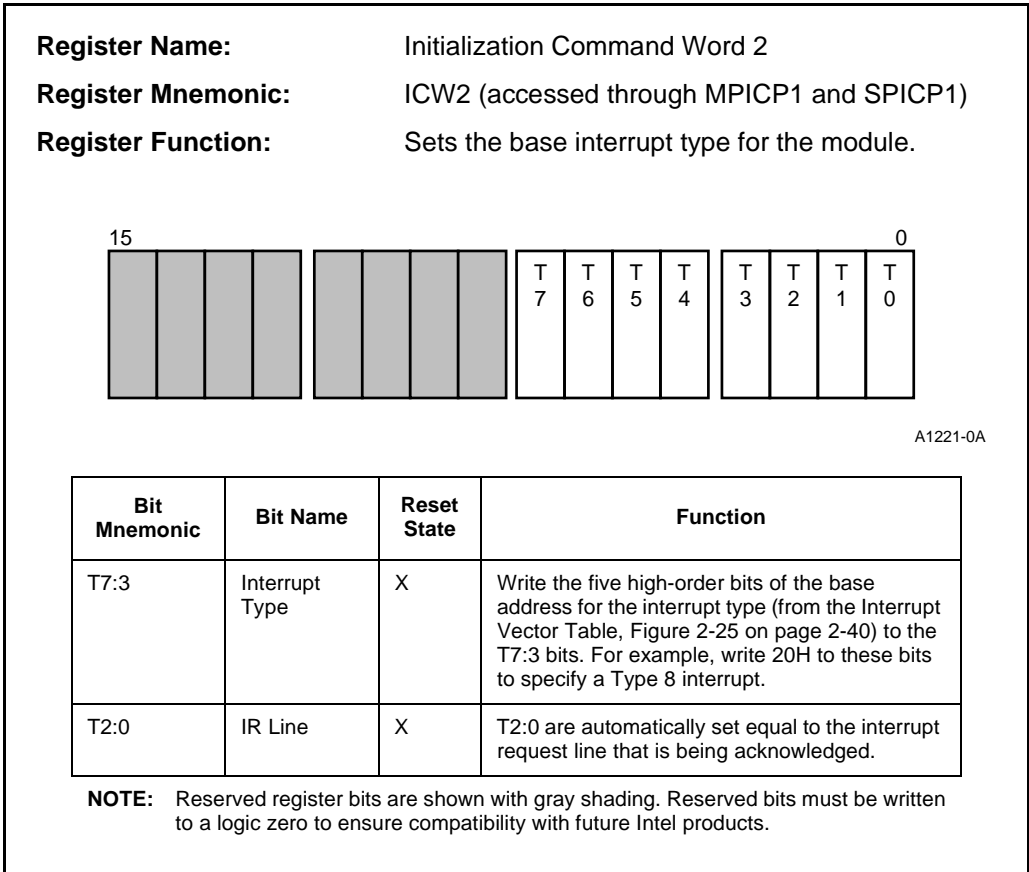 Register Name: Initialization Command Word 2
Register Mnemonic: ICW2 (accessed through MPICP1 and SPICP1)
Register Function: Sets the base interrupt type for the module.
15 0
T T T T T T T T
7 6 5 4 3 2 1 0
A1221-0A
Bit Mnemonic
Bit Name
Reset State
Function
T7:3
Interrupt
Type
X
Write the five high-order bits of the base
address for the interrupt type (from the Interrupt
Vector Table, Figure 2-25 on page 2-40) to the
T7:3 bits. For example, write 20H to these bits
to specify a Type 8 interrupt.
T2:0
IR Line
X
T2:0 are automatically set equal to the interrupt
request line that is being acknowledged.
NOTE: Reserved register bits are shown with gray shading. Reserved bits must be written
to a logic zero to ensure compatibility with future Intel products.